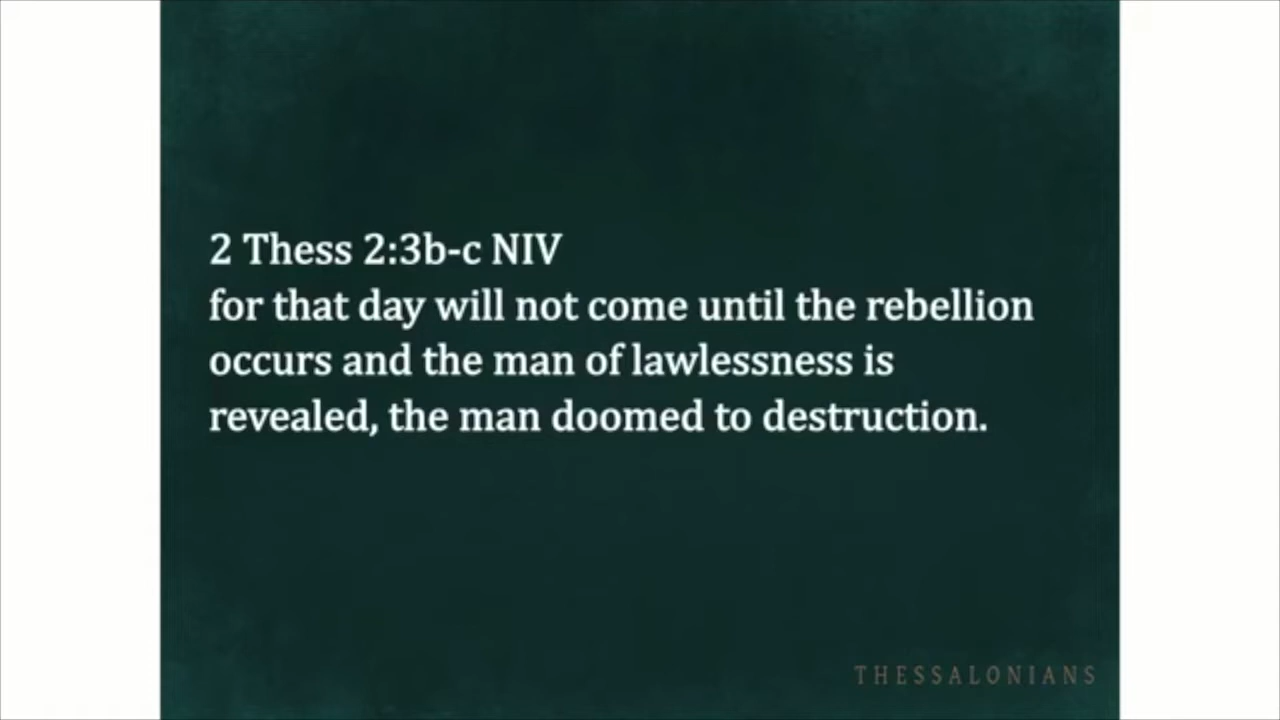 2 Thess 2:3b-c NIV
for that day will not come until the rebellion
occurs and the man of lawlessness is
revealed, the man doomed to destruction.
THESSALONIANS